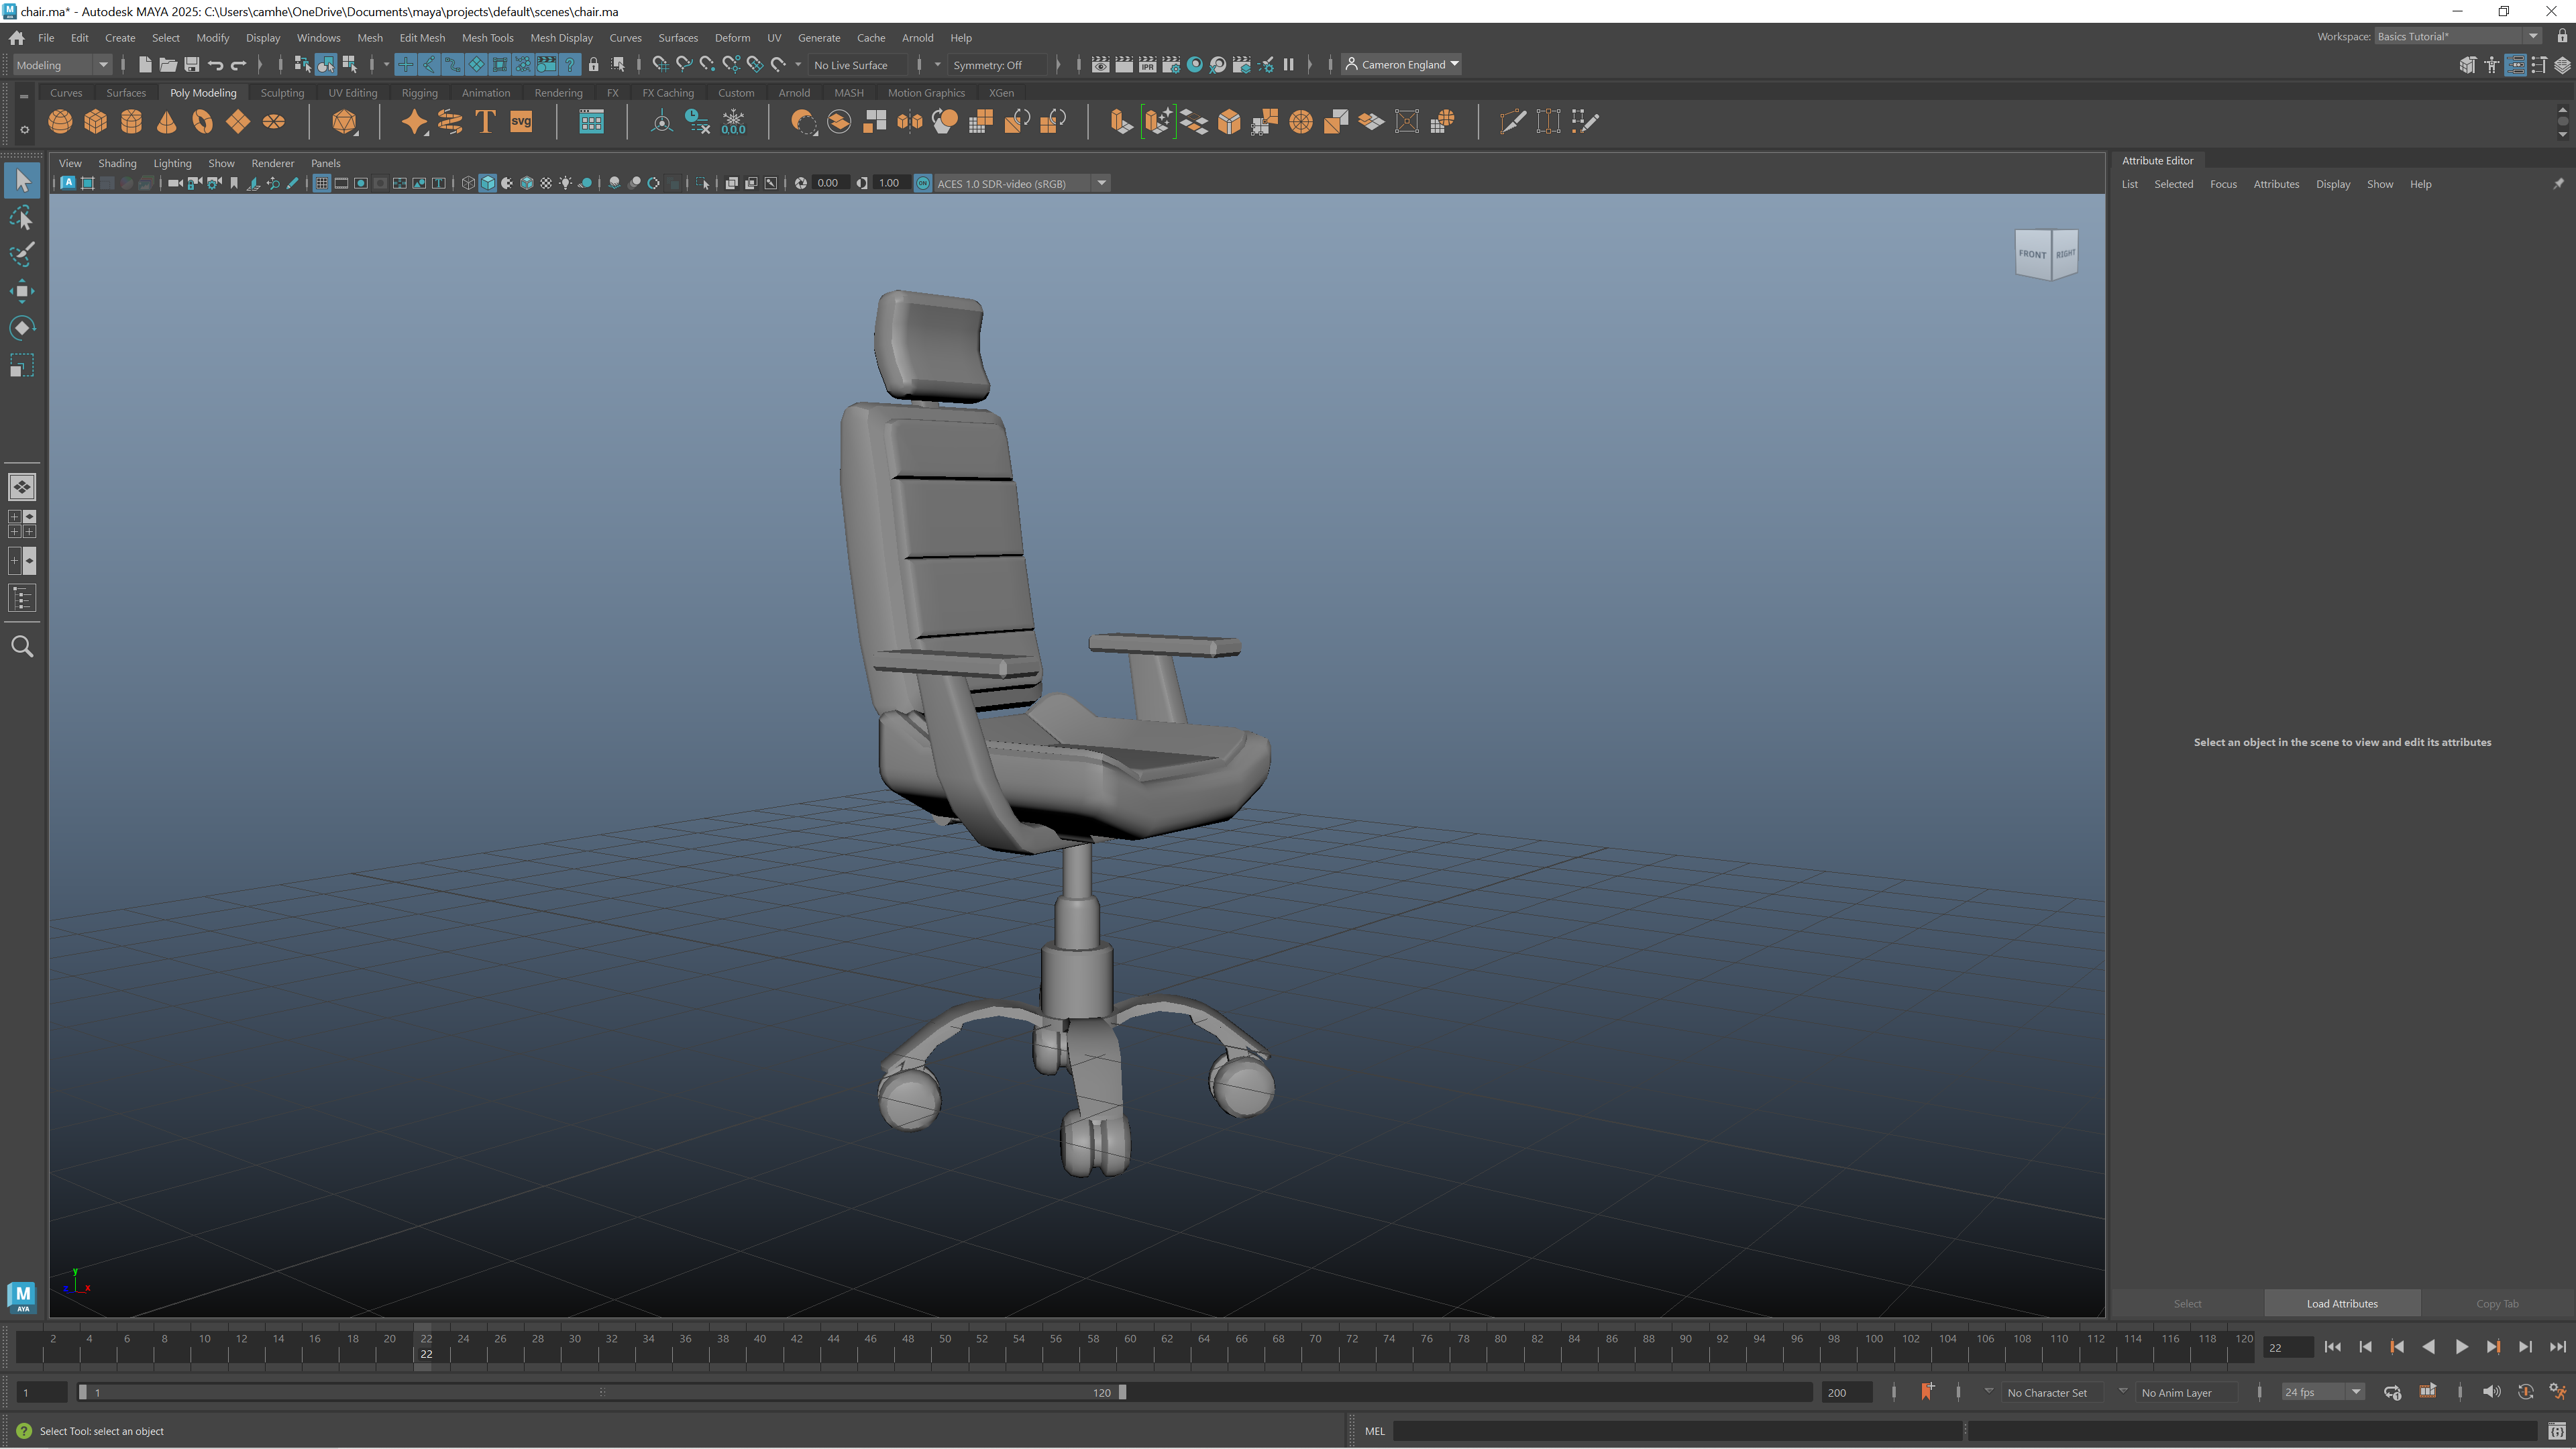 chair.ma* - Autodesk MAYA 2025: C:\Users\camhe\OneDrive\Documents\maya\projects\default\scenes\chair.ma
File Edit Create Select Modify Display Windows Mesh Edit Mesh Mesh Tools Mesh Display Curves Surfaces Deform UV Generate Cache Arnold Help
Workspace: Basics Tutorial*
Modeling No Live Surface Symmetry: Off IPR Cameron England
Curves Surfaces Poly Modeling Sculpting UV Editing Rigging Animation Rendering FX FX Caching Custom Arnold MASH Motion Graphics XGen
T SVG 0,0,0
View Shading Lighting Show Renderer Panels
0.00 1.00 ON ACES 1.0 SDR-video (sRGB)
Attribute Editor
List Selected Focus Attributes Display Show Help
FRONT RIGHT
Select an object in the scene to view and edit its attributes
y
x
M
AYA
Select Load Attributes Copy Tab
2 4 6 8 10 12 14 16 18 20 22 24 26 28 30 32 34 36 38 40 42 44 46 48 50 52 54 56 58 60 62 64 66 68 70 72 74 76 78 80 82 84 86 88 90 92 94 96 98 100 102 104 106 108 110 112 114 116 118 120
22 22
1 1 120 200 No Character Set No Anim Layer 24 fps
Select Tool: select an object MEL